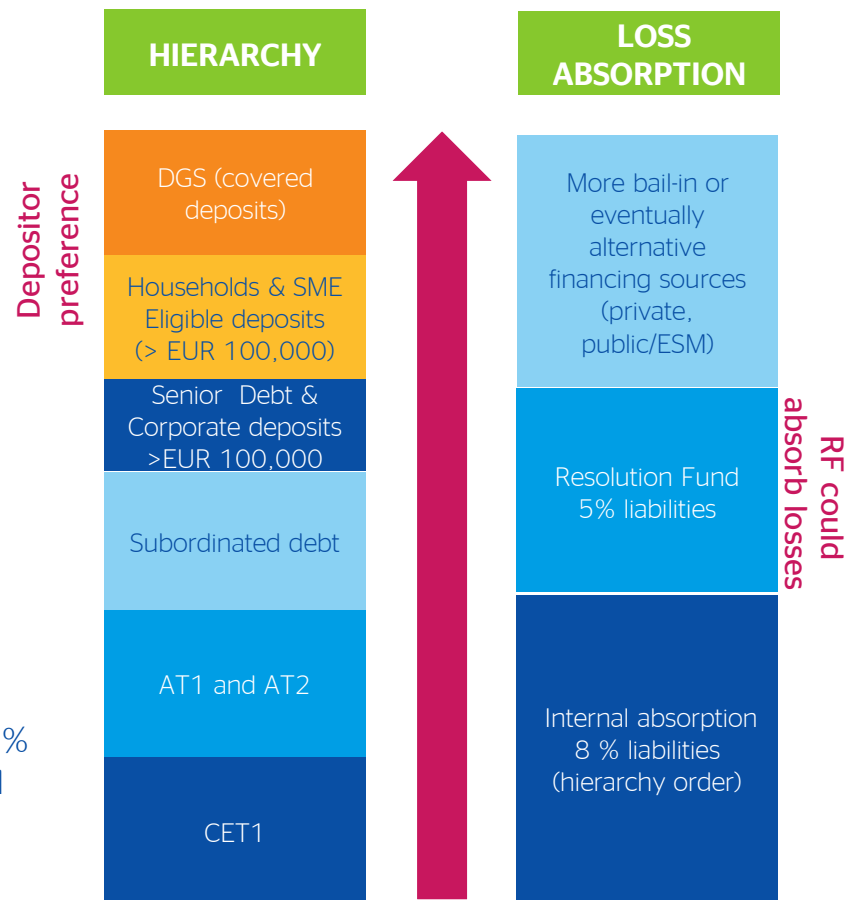 HIERARCHY
Depositor
preference
DGS (covered
deposits)
Households & SME
Eligible deposits
(> EUR 100,000)
Senior Debt &
Corporate deposits
>EUR 100,000
Subordinated debt
AT1 and AT2
%
CET1
LOSS
ABSORPTION
More bail-in or
eventually
alternative
financing sources
(private,
public/ESM)
Resolution Fund
5% liabilities
RF could
absorb losses
Internal absorption
8 % liabilities
(hierarchy order)